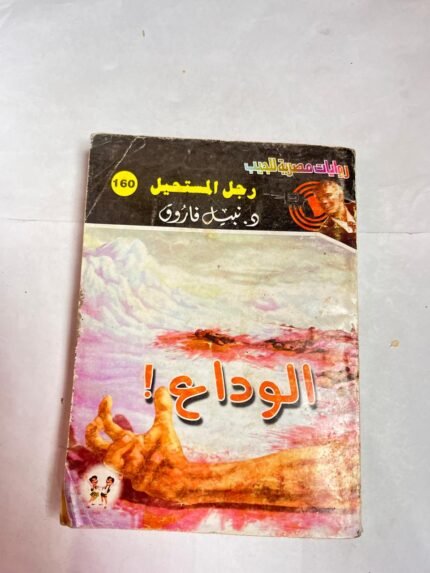 روايات مصرية للجيب
رجل المستحيل
160
د. نبيل فاروق
الوداع !